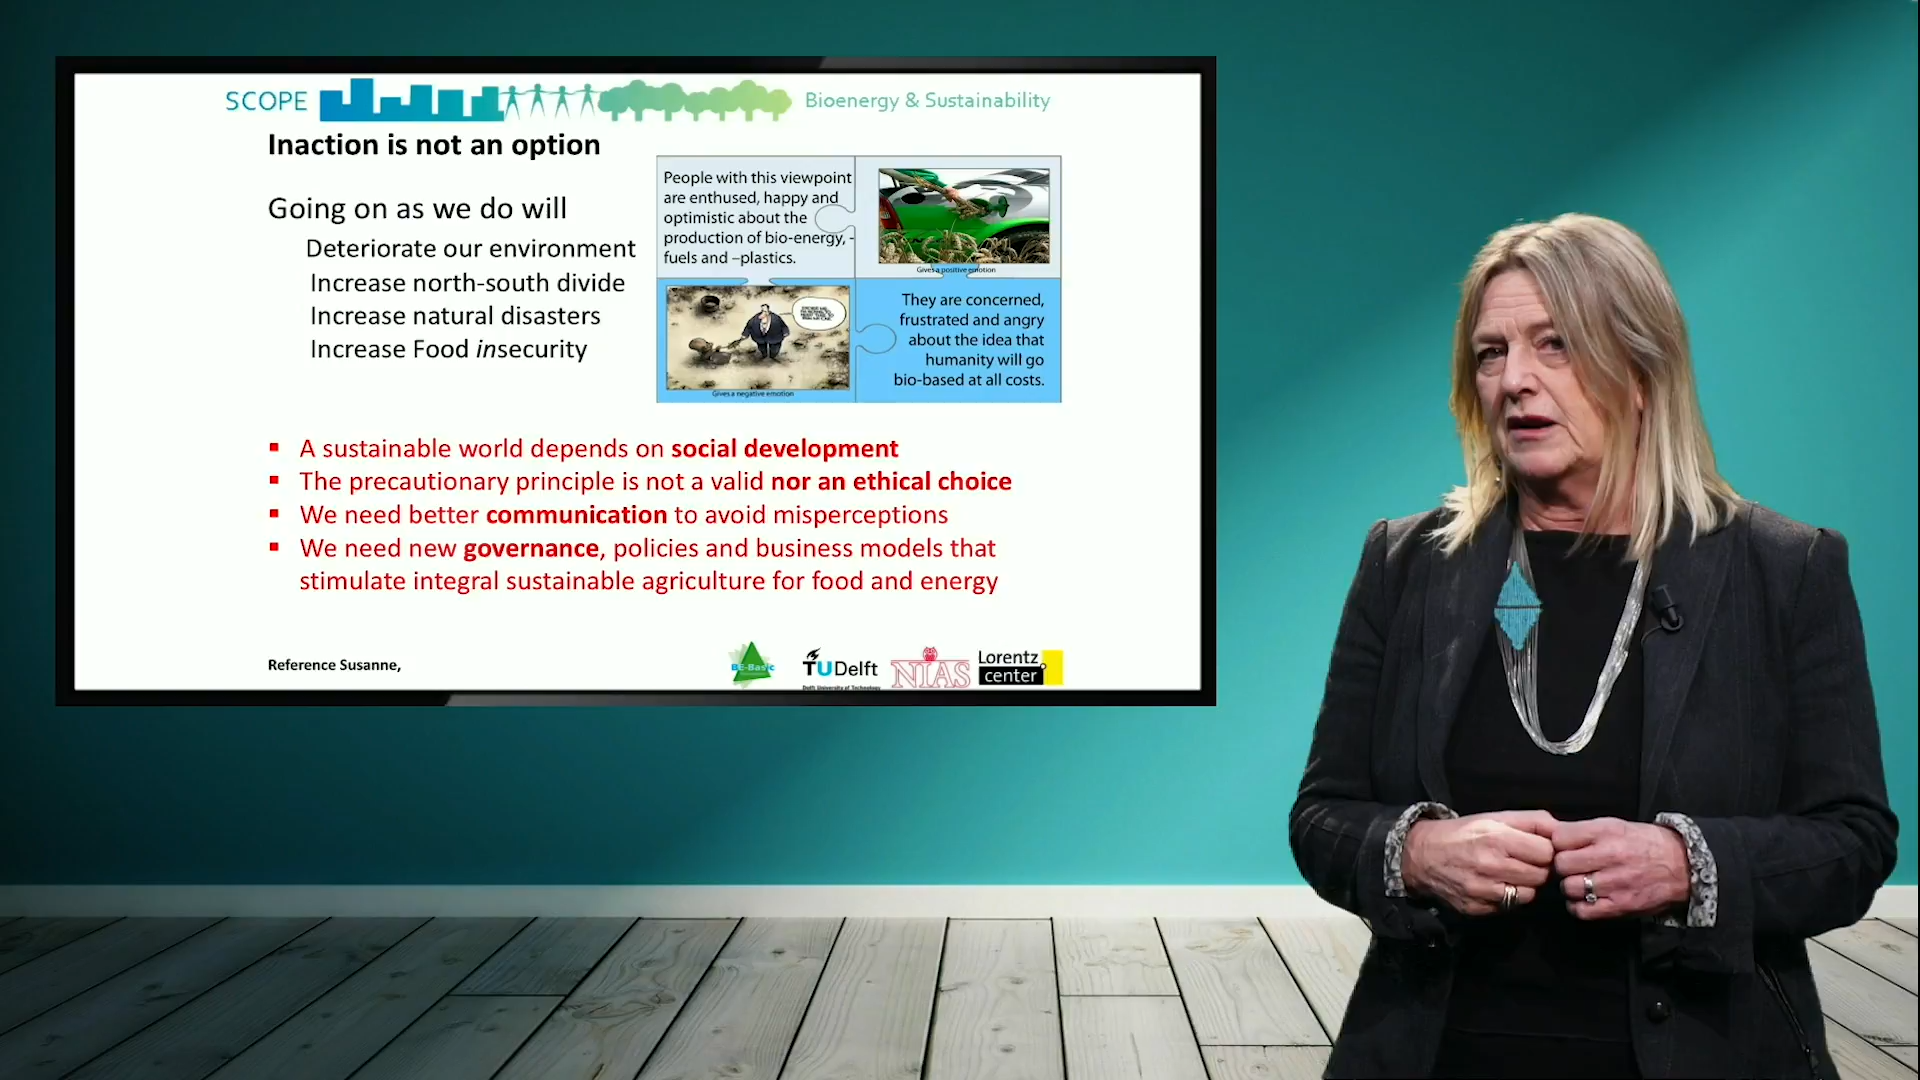 SCOPE
Bioenergy & Sustainability
Inaction is not an option
Going on as we do will
Deteriorate our environment
Increase north-south divide
Increase natural disasters
Increase Food insecurity
People with this viewpoint
are enthused, happy and
optimistic about the
production of bio-energy, -
fuels and –plastics.
Gives a positive emotion
Gives a negative emotion
They are concerned,
frustrated and angry
about the idea that
humanity will go
bio-based at all costs.
▪ A sustainable world depends on social development
▪ The precautionary principle is not a valid nor an ethical choice
▪ We need better communication to avoid misperceptions
▪ We need new governance, policies and business models that
stimulate integral sustainable agriculture for food and energy
Reference Susanne,
BE-Basic
TUDelft
Delft University of Technology
NIAS
Lorentz
center